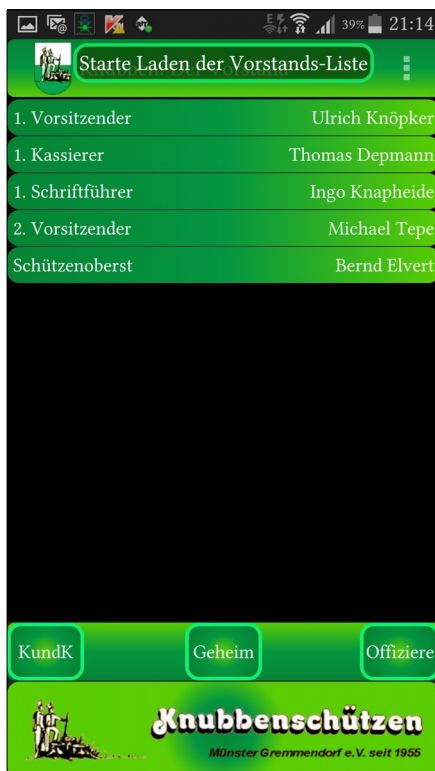 39% 21:14
Starte Laden der Vorstands-Liste
1. Vorsitzender Ulrich Knöpker
1. Kassierer Thomas Depmann
1. Schriftführer Ingo Knapheide
2. Vorsitzender Michael Tepe
Schützenoberst Bernd Elvert
KundK Geheim Offiziere
Knubbenschützen
Münster Gremmendorf e.V. seit 1955